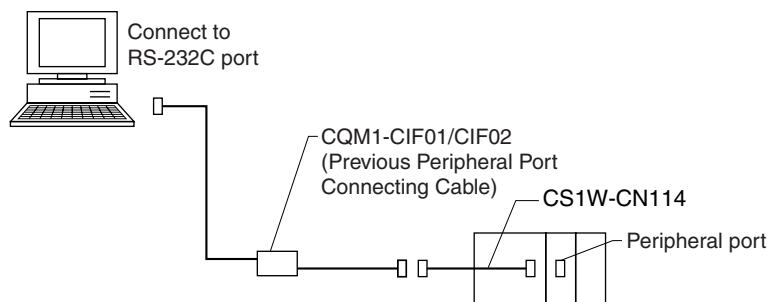 Connect to
RS-232C port
CQM1-CIF01/CIF02
(Previous Peripheral Port
Connecting Cable)
CS1W-CN114
Peripheral port